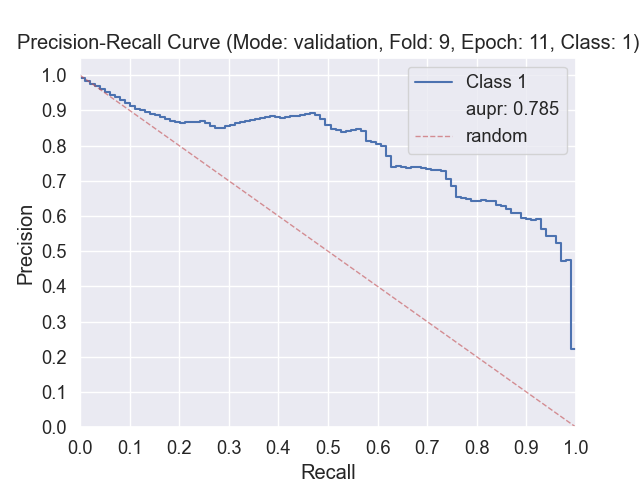 Precision-Recall Curve (Mode: validation, Fold: 9, Epoch: 11, Class: 1)
Class 1
aupr: 0.785
random
Precision
1.0
0.9
0.8
0.7
0.6
0.5
0.4
0.3
0.2
0.1
0.0
0.0 0.1 0.2 0.3 0.4 0.5 0.6 0.7 0.8 0.9 1.0
Recall